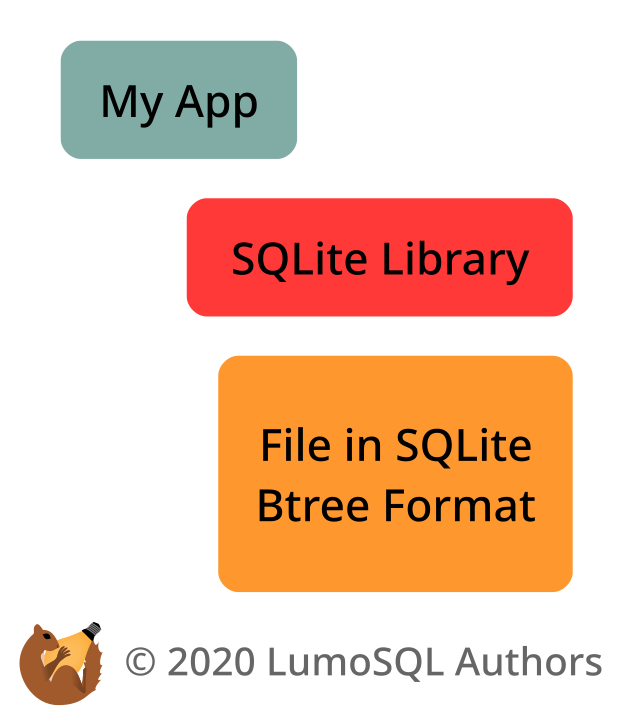 My App
SQLite Library
File in SQLite
Btree Format
© 2020 LumoSQL Authors